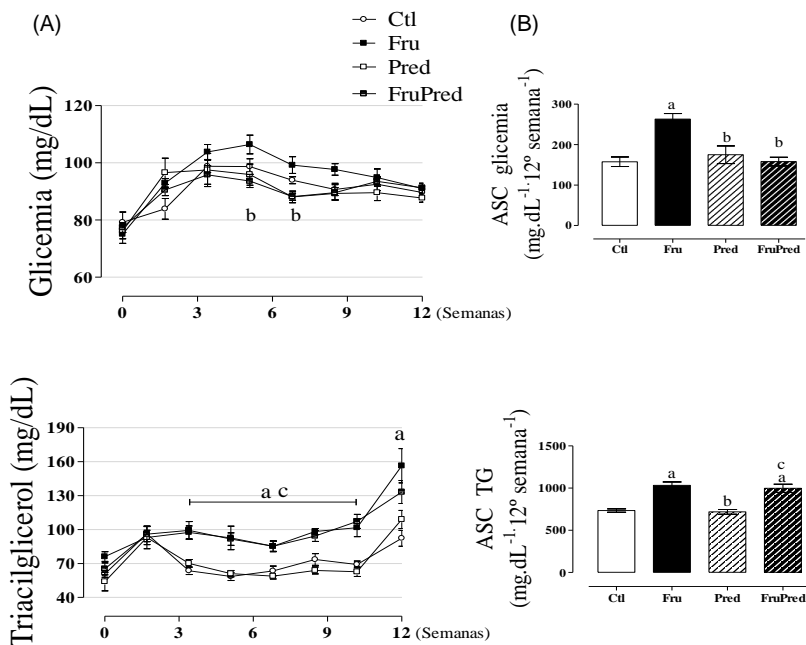 (A)
Ctl
Fru
Pred
FruPred
Glicemia (mg/dL)
120
100
80
60
b
b
0
3
6
9
12 (Semanas)
(B)
ASC glicemia
(mg.dL⁻¹·12º semana⁻¹)
300
200
100
0
a
b
b
Ctl
Fru
Pred
FruPred
Triacilglicerol (mg/dL)
190
160
130
100
70
40
a c
a
0
3
6
9
12 (Semanas)
ASC TG
(mg.dL⁻¹·12º semana⁻¹)
1500
1000
500
0
a
b
c
a
Ctl
Fru
Pred
FruPred